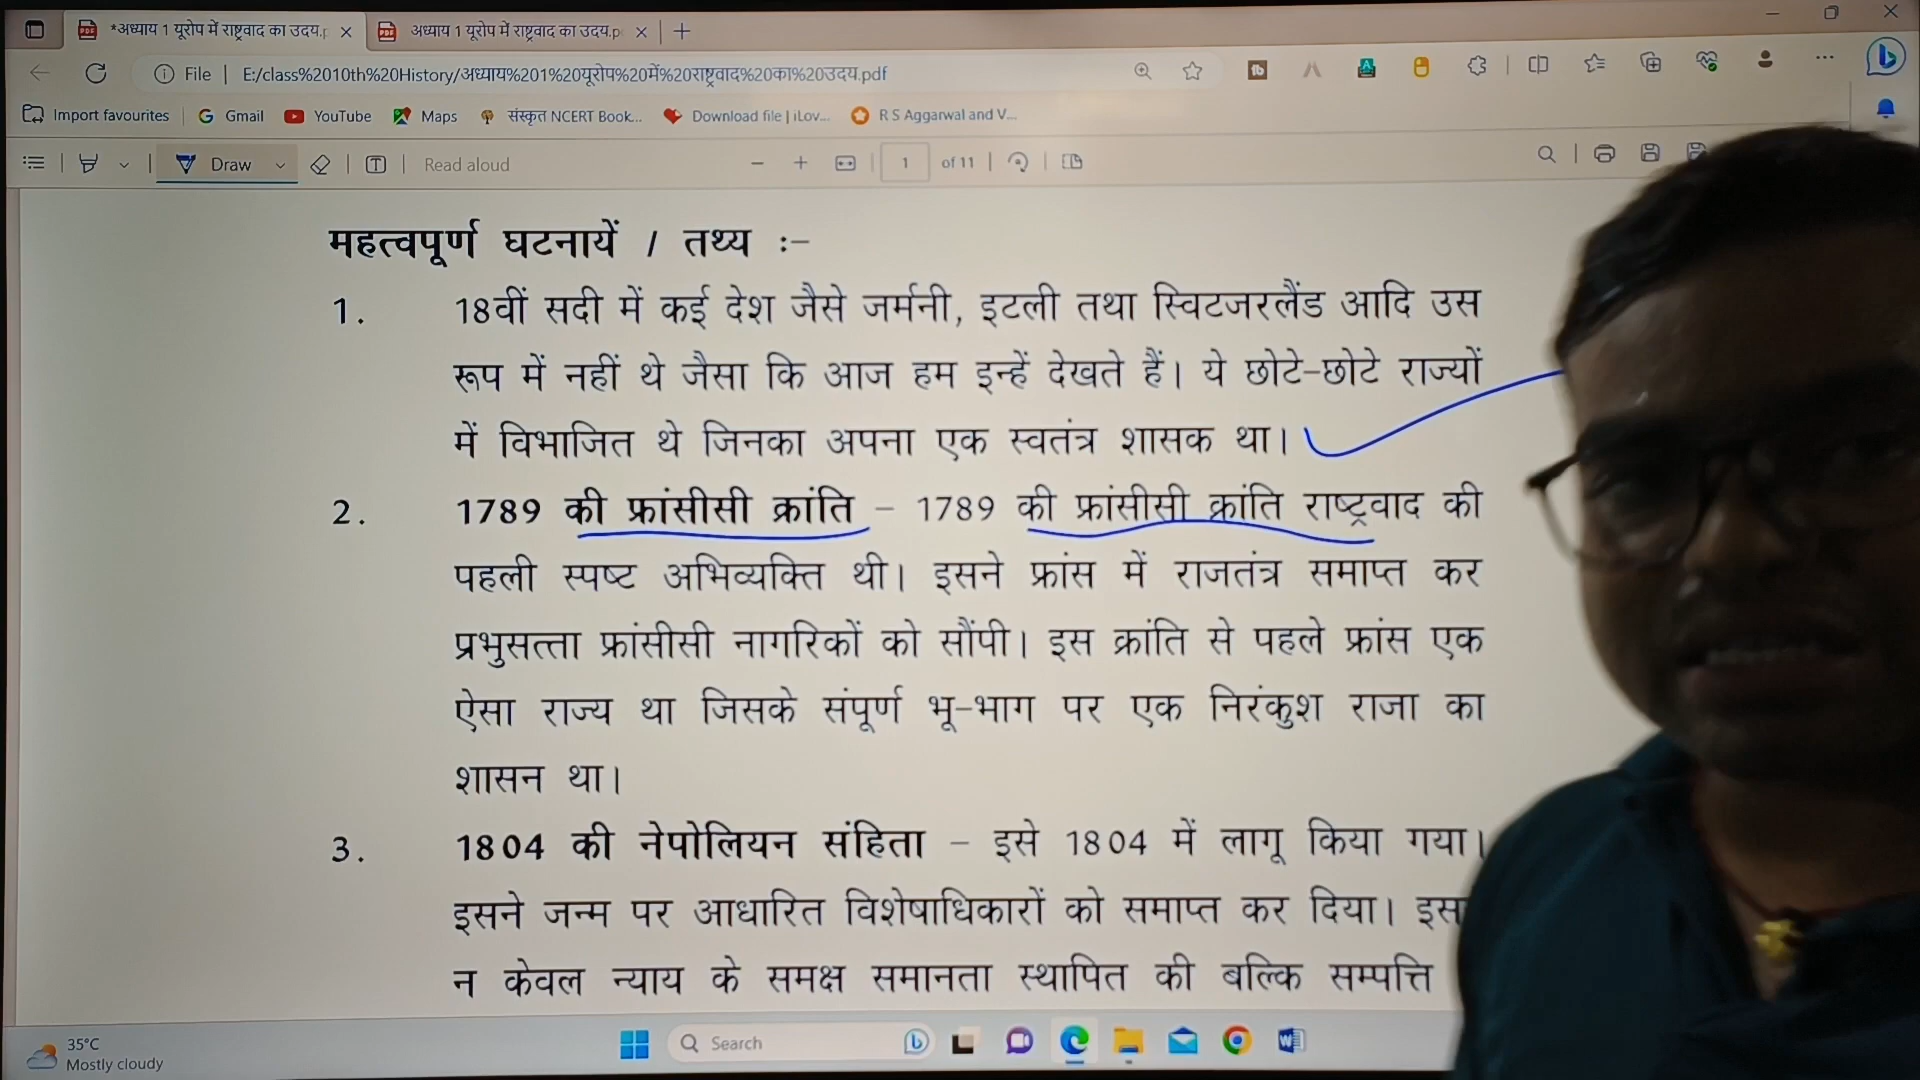 *अध्याय 1 यूरोप में राष्ट्रवाद का उदय.p
अध्याय 1 यूरोप में राष्ट्रवाद का उदय.p
File
E:/class%2010th%20History/अध्याय%201%20यूरोप%20में%20राष्ट्रवाद%20का%20उदय.pdf
Import favourites Gmail YouTube Maps संस्कृत NCERT Book... Download file | iLov... R S Aggarwal and V...
Draw Read aloud 1 of 11
महत्वपूर्ण घटनायें / तथ्य :–
1. 18वीं सदी में कई देश जैसे जर्मनी, इटली तथा स्विटजरलैंड आदि उस
रूप में नहीं थे जैसा कि आज हम इन्हें देखते हैं। ये छोटे–छोटे राज्यों
में विभाजित थे जिनका अपना एक स्वतंत्र शासक था।
2. 1789 की फ्रांसीसी क्रांति – 1789 की फ्रांसीसी क्रांति राष्ट्रवाद की
पहली स्पष्ट अभिव्यक्ति थी। इसने फ्रांस में राजतंत्र समाप्त कर
प्रभुसत्ता फ्रांसीसी नागरिकों को सौंपी। इस क्रांति से पहले फ्रांस एक
ऐसा राज्य था जिसके संपूर्ण भू–भाग पर एक निरंकुश राजा का
शासन था।
3. 1804 की नेपोलियन संहिता – इसे 1804 में लागू किया गया।
इसने जन्म पर आधारित विशेषाधिकारों को समाप्त कर दिया।
न केवल न्याय के समक्ष समानता स्थापित की बल्कि सम्पत्ति
35°C
Mostly cloudy
Search